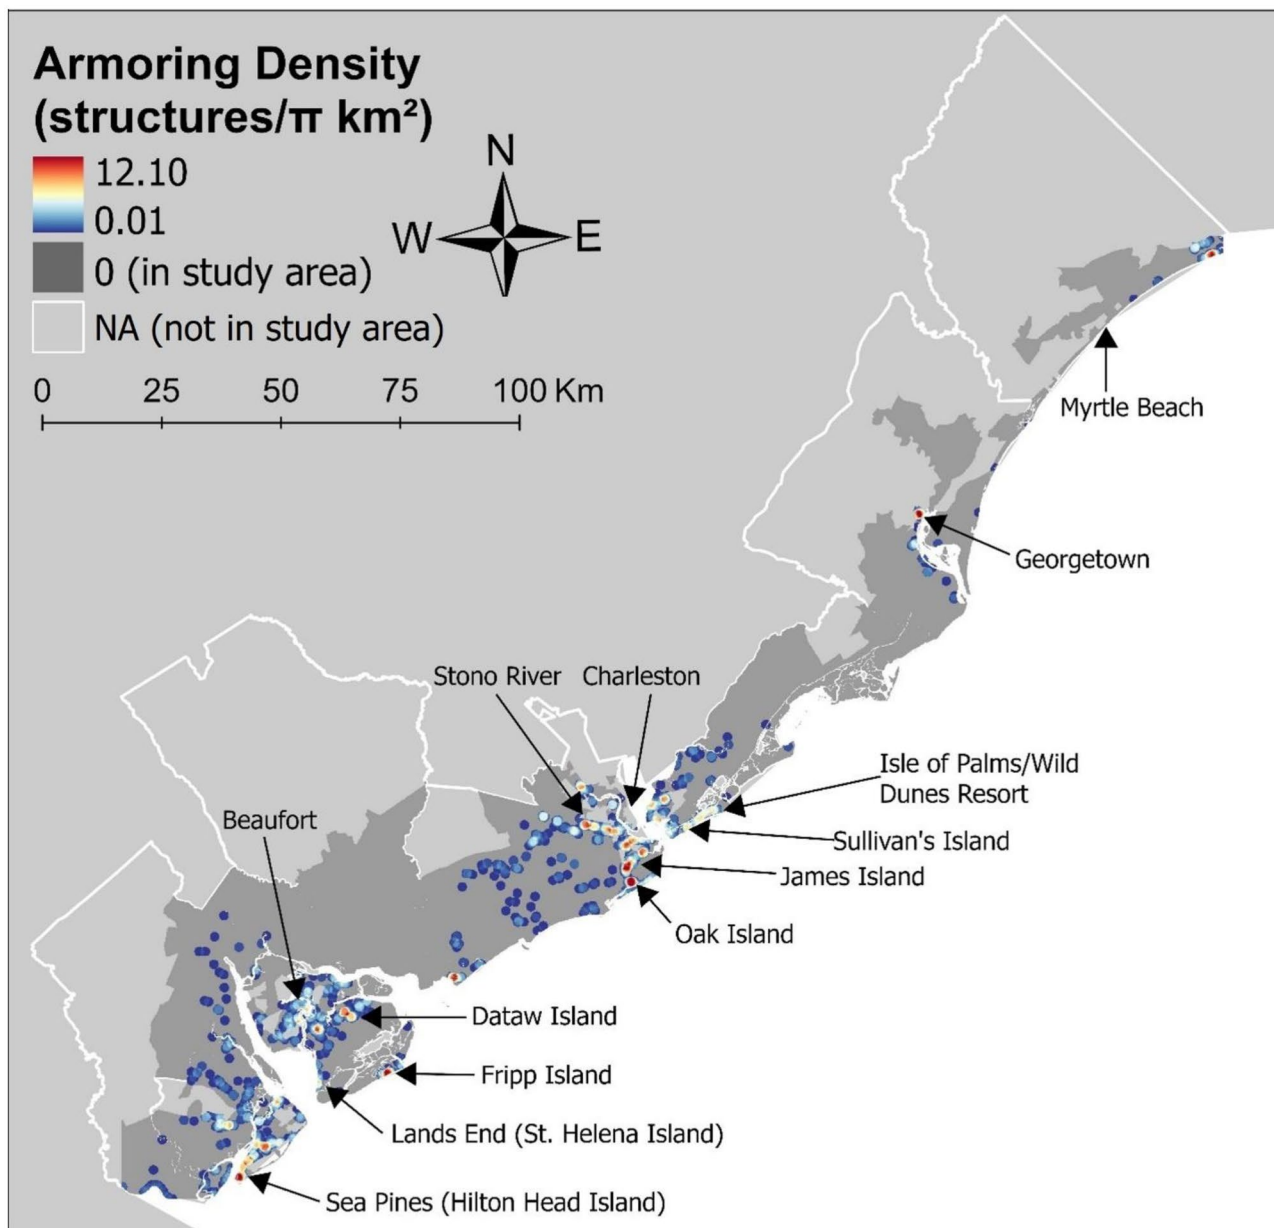 Armoring Density
(structures/π km²)
12.10
0.01
0 (in study area)
NA (not in study area)
N
W E
0 25 50 75 100 Km
Myrtle Beach
Georgetown
Stono River
Charleston
Isle of Palms/Wild
Dunes Resort
Sullivan's Island
Beaufort
James Island
Oak Island
Dataw Island
Fripp Island
Lands End (St. Helena Island)
Sea Pines (Hilton Head Island)